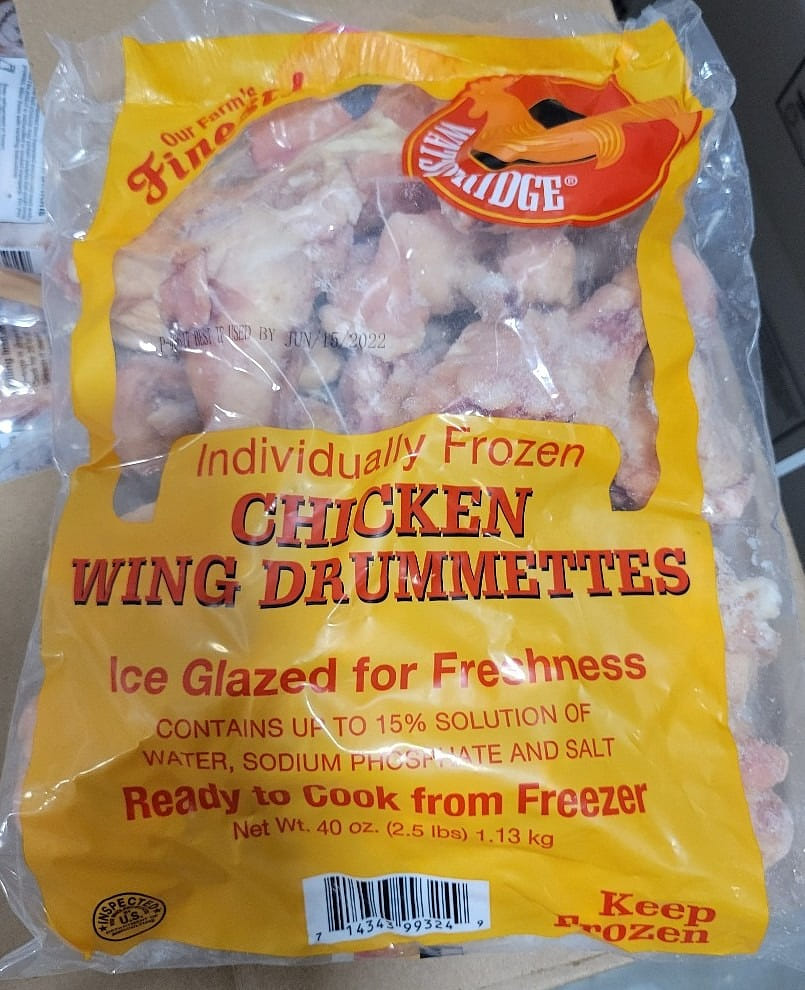 Our Farm's
Finest!
RIDGE®
BEST IF USED BY JUN/15/2022
Individually Frozen
CHICKEN
WING DRUMMETTES
Ice Glazed for Freshness
CONTAINS UP TO 15% SOLUTION OF
WATER, SODIUM PHOSPHATE AND SALT
Ready to Cook from Freezer
Net Wt. 40 oz. (2.5 lbs) 1.13 kg
INSPECTED
U.S.
7 14343 99324 9
Keep
Frozen